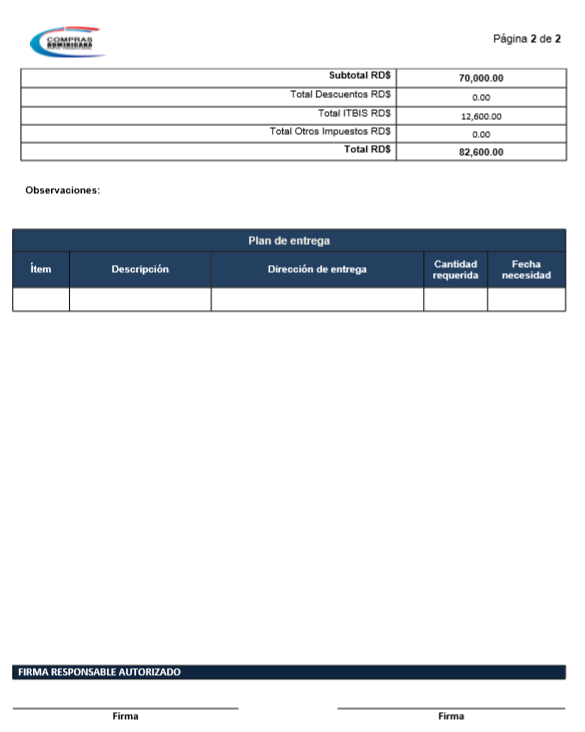 COMPRAS
DOMINICANA
Página 2 de 2
Subtotal RD$ 70,000.00
Total Descuentos RD$ 0.00
Total ITBIS RD$ 12,600.00
Total Otros Impuestos RD$ 0.00
Total RD$ 82,600.00
Observaciones:
Plan de entrega
Ítem Descripción Dirección de entrega Cantidad requerida Fecha necesidad
FIRMA RESPONSABLE AUTORIZADO
Firma Firma